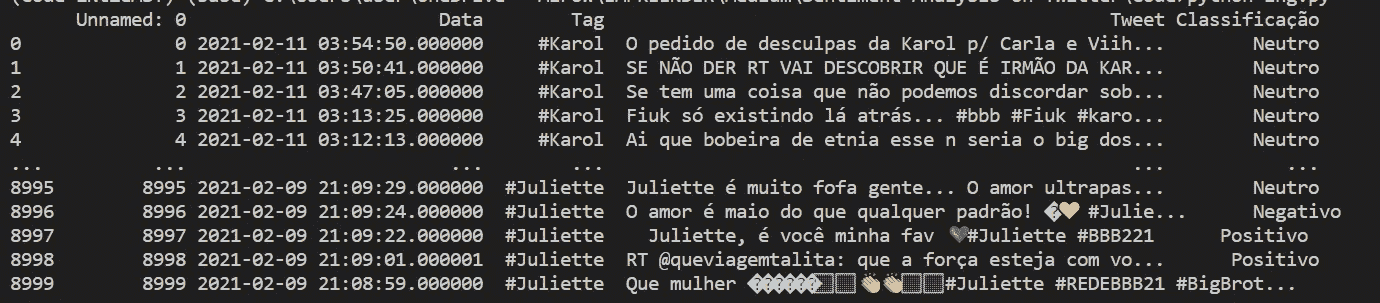 Unnamed: 0 Data Tag Tweet Classificação
0 0 2021-02-11 03:54:50.000000 #Karol O pedido de desculpas da Karol p/ Carla e Viih... Neutro
1 1 2021-02-11 03:50:41.000000 #Karol SE NÃO DER RT VAI DESCOBRIR QUE É IRMÃO DA KAR... Neutro
2 2 2021-02-11 03:47:05.000000 #Karol Se tem uma coisa que não podemos discordar sob... Neutro
3 3 2021-02-11 03:13:25.000000 #Karol Fiuk só existindo lá atrás... #bbb #Fiuk #karo... Neutro
4 4 2021-02-11 03:12:13.000000 #Karol Ai que bobeira de etnia esse n seria o big dos... Neutro
... ... ... ... ... ...
8995 8995 2021-02-09 21:09:29.000000 #Juliette Juliette é muito fofa gente... O amor ultrapas... Neutro
8996 8996 2021-02-09 21:09:24.000000 #Juliette O amor é maio do que qualquer padrão! �🤎 #Julie... Negativo
8997 8997 2021-02-09 21:09:22.000000 #Juliette Juliette, é você minha fav 🖤#Juliette #BBB221 Positivo
8998 8998 2021-02-09 21:09:01.000001 #Juliette RT @queviagemtalita: que a força esteja com vo... Positivo
8999 8999 2021-02-09 21:08:59.000000 #Juliette Que mulher ������👏👏#Juliette #REDEBBB21 #BigBrot...